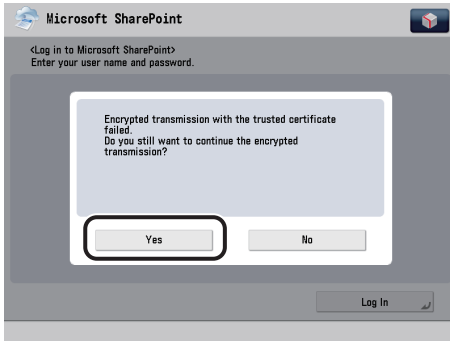 Microsoft SharePoint
<Log in to Microsoft SharePoint>
Enter your user name and password.
Encrypted transmission with the trusted certificate
failed.
Do you still want to continue the encrypted
transmission?
Yes
No
Log In